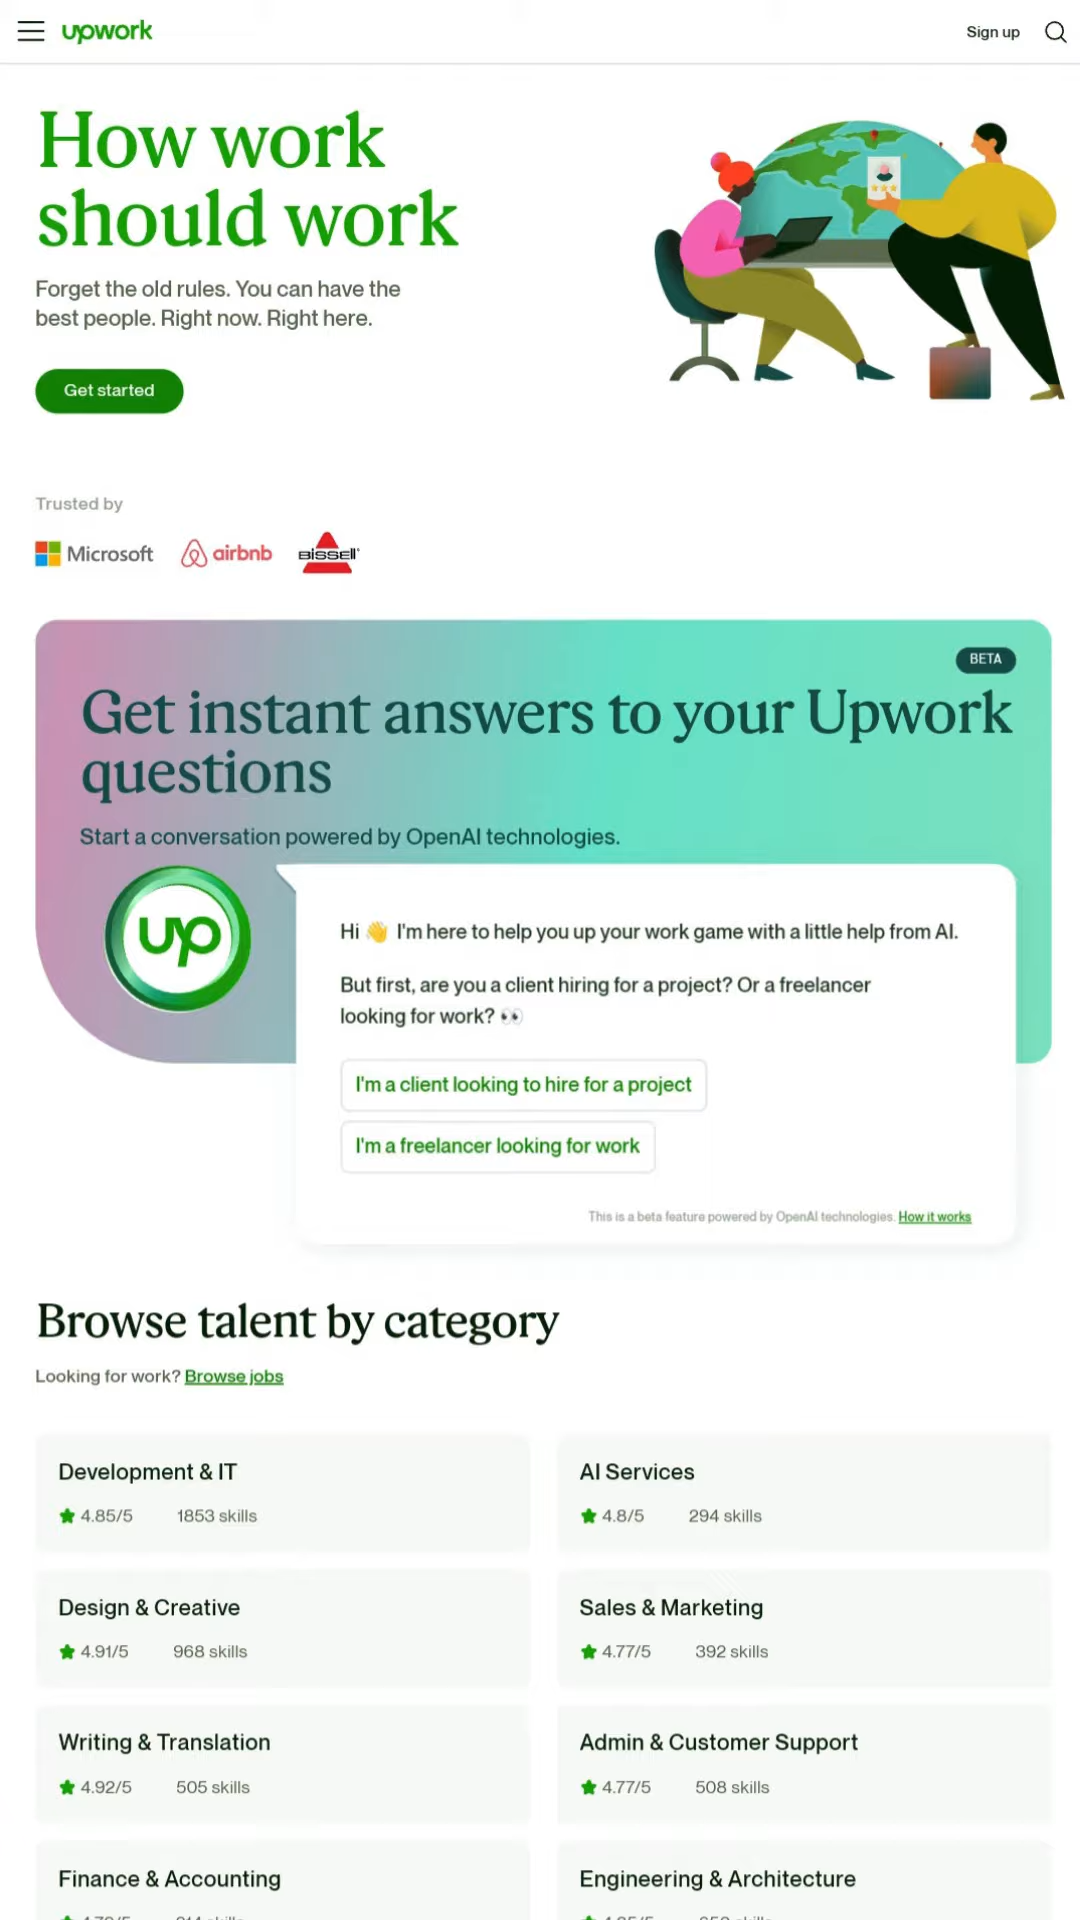 upwork
Sign up
How work
should work
Forget the old rules. You can have the
best people. Right now. Right here.
Get started
Trusted by
Microsoft
airbnb
BISSELL
BETA
Get instant answers to your Upwork
questions
Start a conversation powered by OpenAI technologies.
up
Hi 👋 I'm here to help you up your work game with a little help from AI.
But first, are you a client hiring for a project? Or a freelancer
looking for work? 👀
I'm a client looking to hire for a project
I'm a freelancer looking for work
This is a beta feature powered by OpenAI technologies. How it works
Browse talent by category
Looking for work? Browse jobs
Development & IT
4.85/5 1853 skills
AI Services
4.8/5 294 skills
Design & Creative
4.91/5 968 skills
Sales & Marketing
4.77/5 392 skills
Writing & Translation
4.92/5 505 skills
Admin & Customer Support
4.77/5 508 skills
Finance & Accounting
Engineering & Architecture